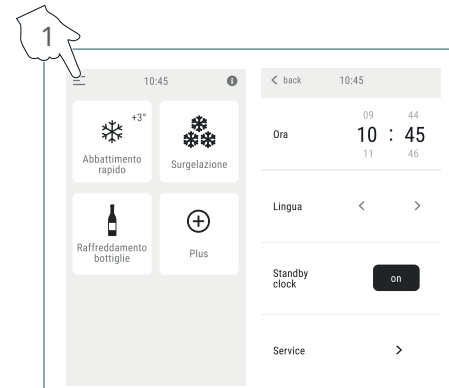 1
10:45
+3°
Abbattimento
rapido
Surgelazione
Raffreddamento
bottiglie
Plus
back
10:45
09 44
Ora 10 : 45
11 46
Lingua
Standby
clock
on
Service